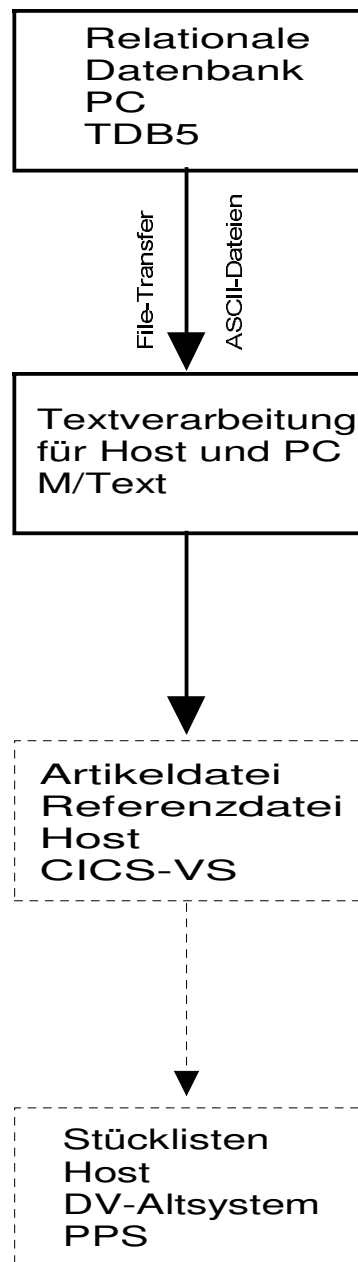 Relationale
Datenbank
PC
TDB5
File-Transfer
ASCII-Dateien
Textverarbeitung
für Host und PC
M/Text
Artikeldatei
Referenzdatei
Host
CICS-VS
Stücklisten
Host
DV-Altsystem
PPS